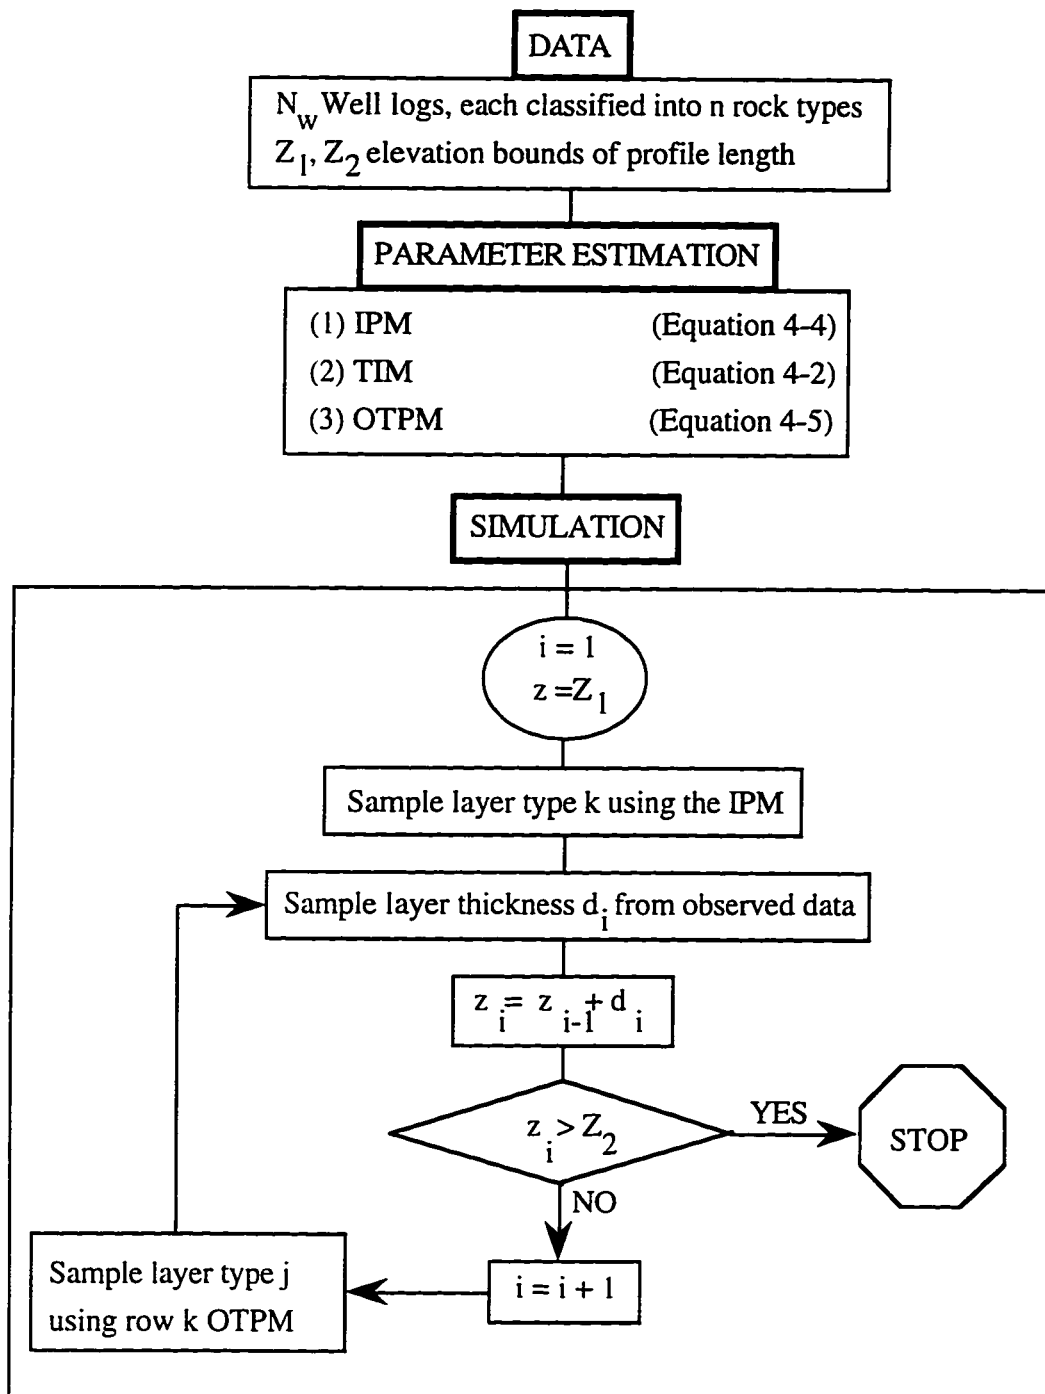 DATA
N_w Well logs, each classified into n rock types
Z_1, Z_2 elevation bounds of profile length
PARAMETER ESTIMATION
(1) IPM (Equation 4-4)
(2) TIM (Equation 4-2)
(3) OTPM (Equation 4-5)
SIMULATION
i = 1
z =Z_1
Sample layer type k using the IPM
Sample layer thickness d_i from observed data
z_i = z_i-1 + d_i
z_i > Z_2
YES
STOP
NO
i = i + 1
Sample layer type j
using row k OTPM